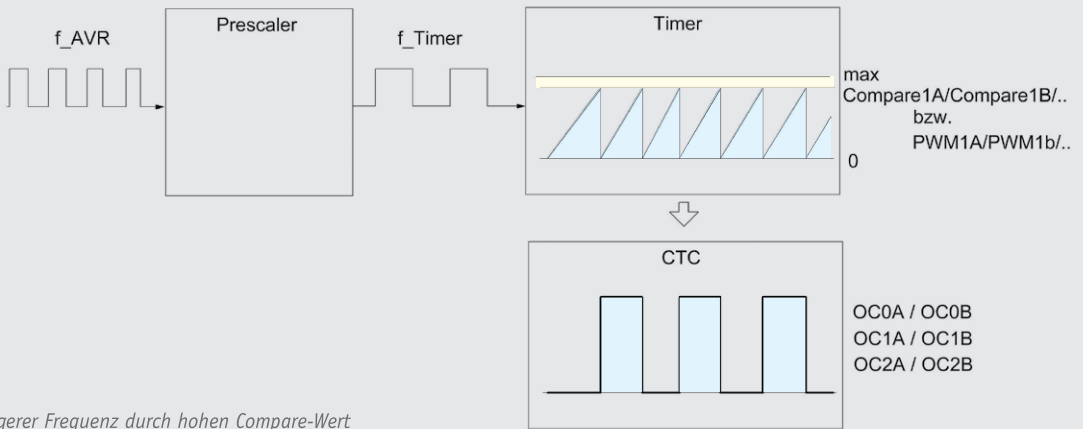 Prescaler
Timer
f_AVR
f_Timer
max
Compare1A/Compare1B/..
bzw.
PWM1A/PWM1b/..
0
CTC
OC0A / OC0B
OC1A / OC1B
OC2A / OC2B
Frequenz durch hohen Compare-Wert